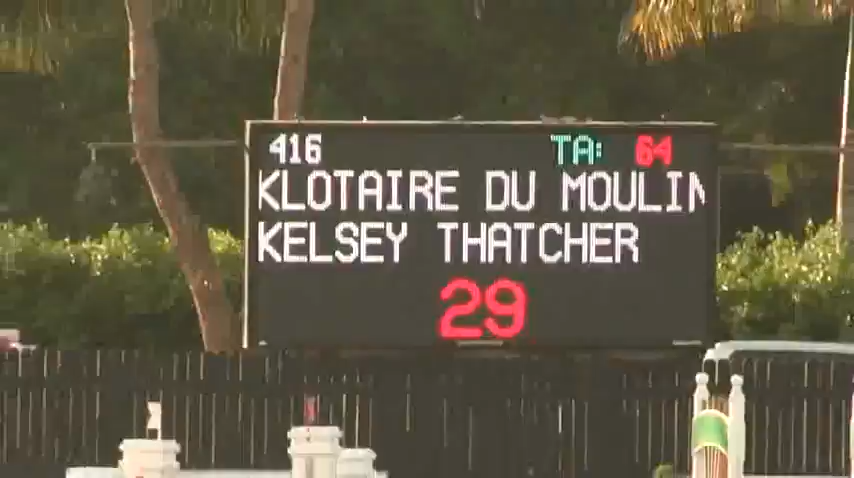 416 TA: 64
KLOTAIRE DU MOULIN
KELSEY THATCHER
29